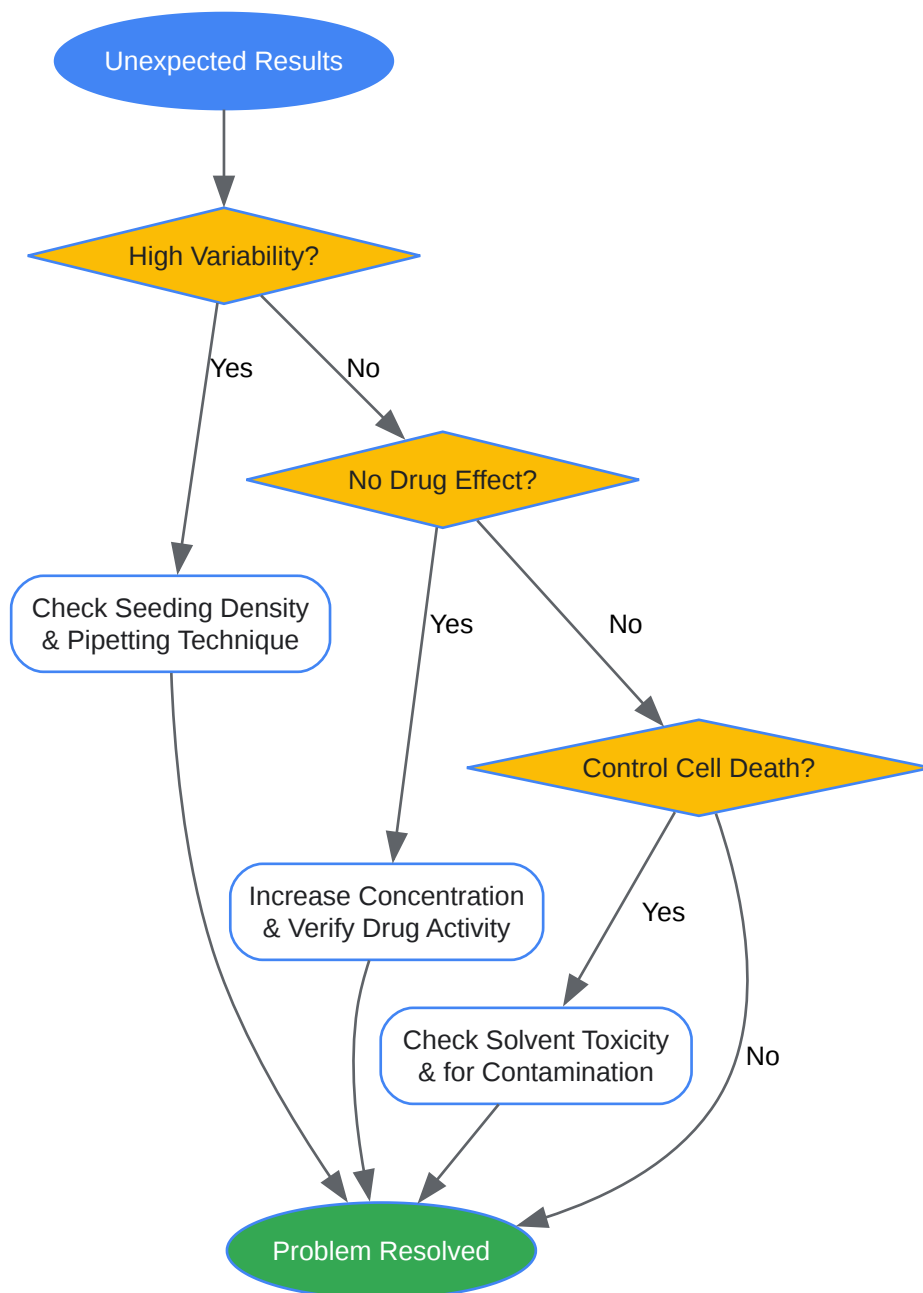 Unexpected Results
High Variability?
Yes
No
No Drug Effect?
Check Seeding Density
& Pipetting Technique
Yes
No
Control Cell Death?
Increase Concentration
& Verify Drug Activity
Yes
No
Check Solvent Toxicity
& for Contamination
Problem Resolved